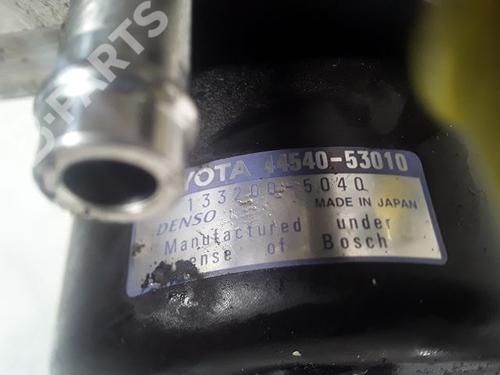 B-PARTS
YOTA 44540-53010
133200-5040
DENSO MADE IN JAPAN
Manufactured under
ense of Bosch